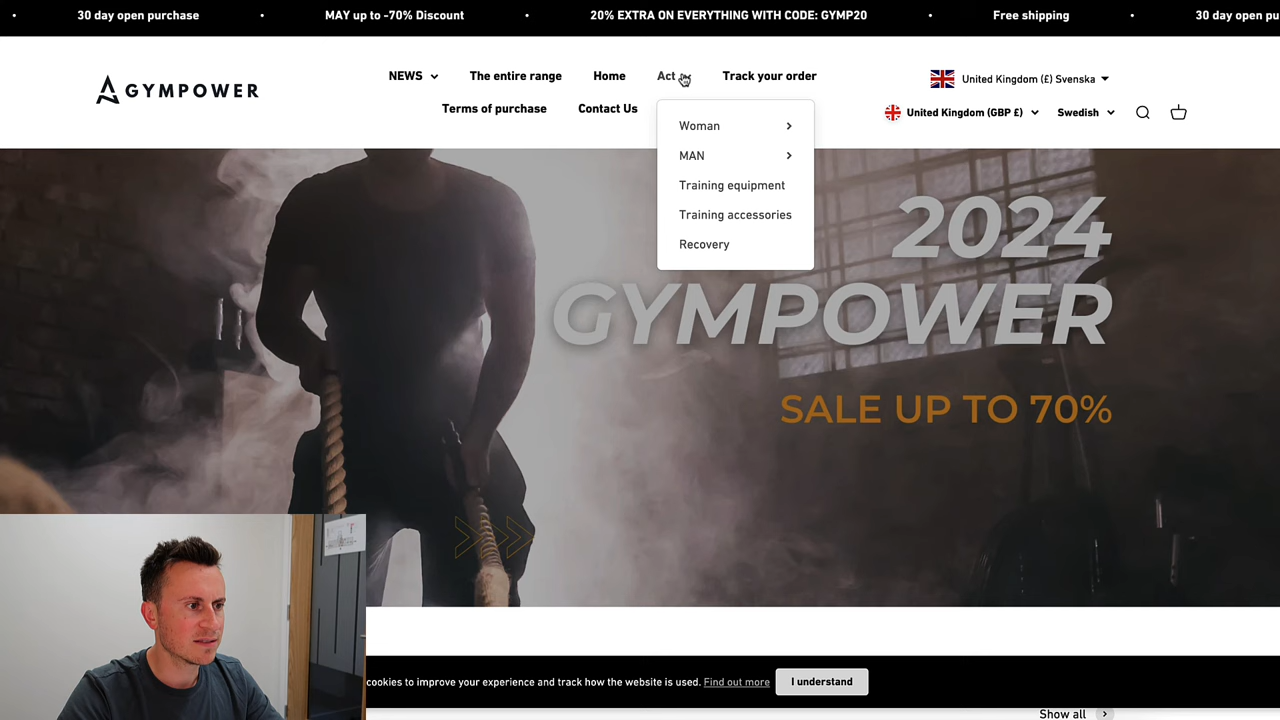 30 day open purchase • MAY up to -70% Discount • 20% EXTRA ON EVERYTHING WITH CODE: GYMP20 • Free shipping • 30 day open pu
GYMPOWER
NEWS The entire range Home Act Track your order
Terms of purchase Contact Us
United Kingdom (£) Svenska
United Kingdom (GBP £) Swedish
Woman
MAN
Training equipment
Training accessories
Recovery
2024
GYMPOWER
SALE UP TO 70%
cookies to improve your experience and track how the website is used. Find out more I understand
Show all